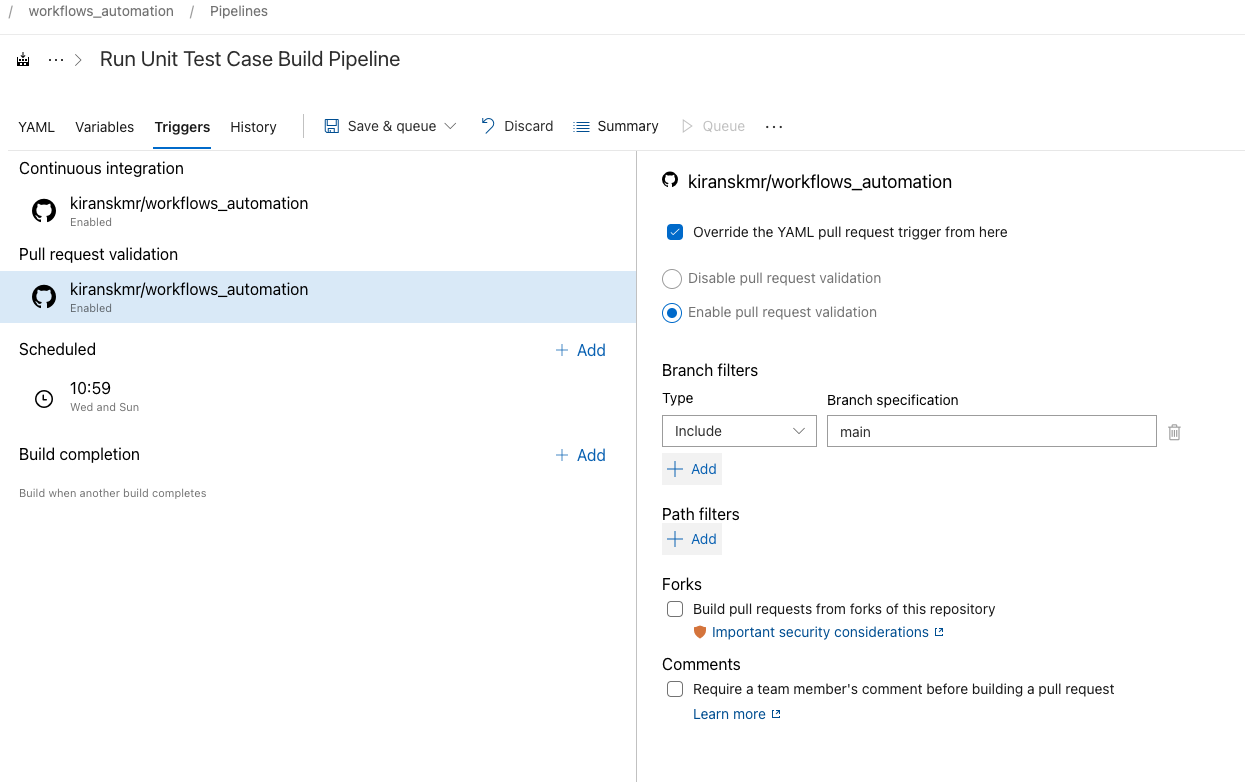 / workflows_automation / Pipelines
... > Run Unit Test Case Build Pipeline
YAML Variables Triggers History Save & queue Discard Summary Queue ...
Continuous integration
kiranskmr/workflows_automation
Enabled
Pull request validation
kiranskmr/workflows_automation
Enabled
Scheduled + Add
10:59
Wed and Sun
Build completion + Add
Build when another build completes
kiranskmr/workflows_automation
Override the YAML pull request trigger from here
Disable pull request validation
Enable pull request validation
Branch filters
Type Branch specification
Include main
+ Add
Path filters
+ Add
Forks
Build pull requests from forks of this repository
Important security considerations
Comments
Require a team member's comment before building a pull request
Learn more